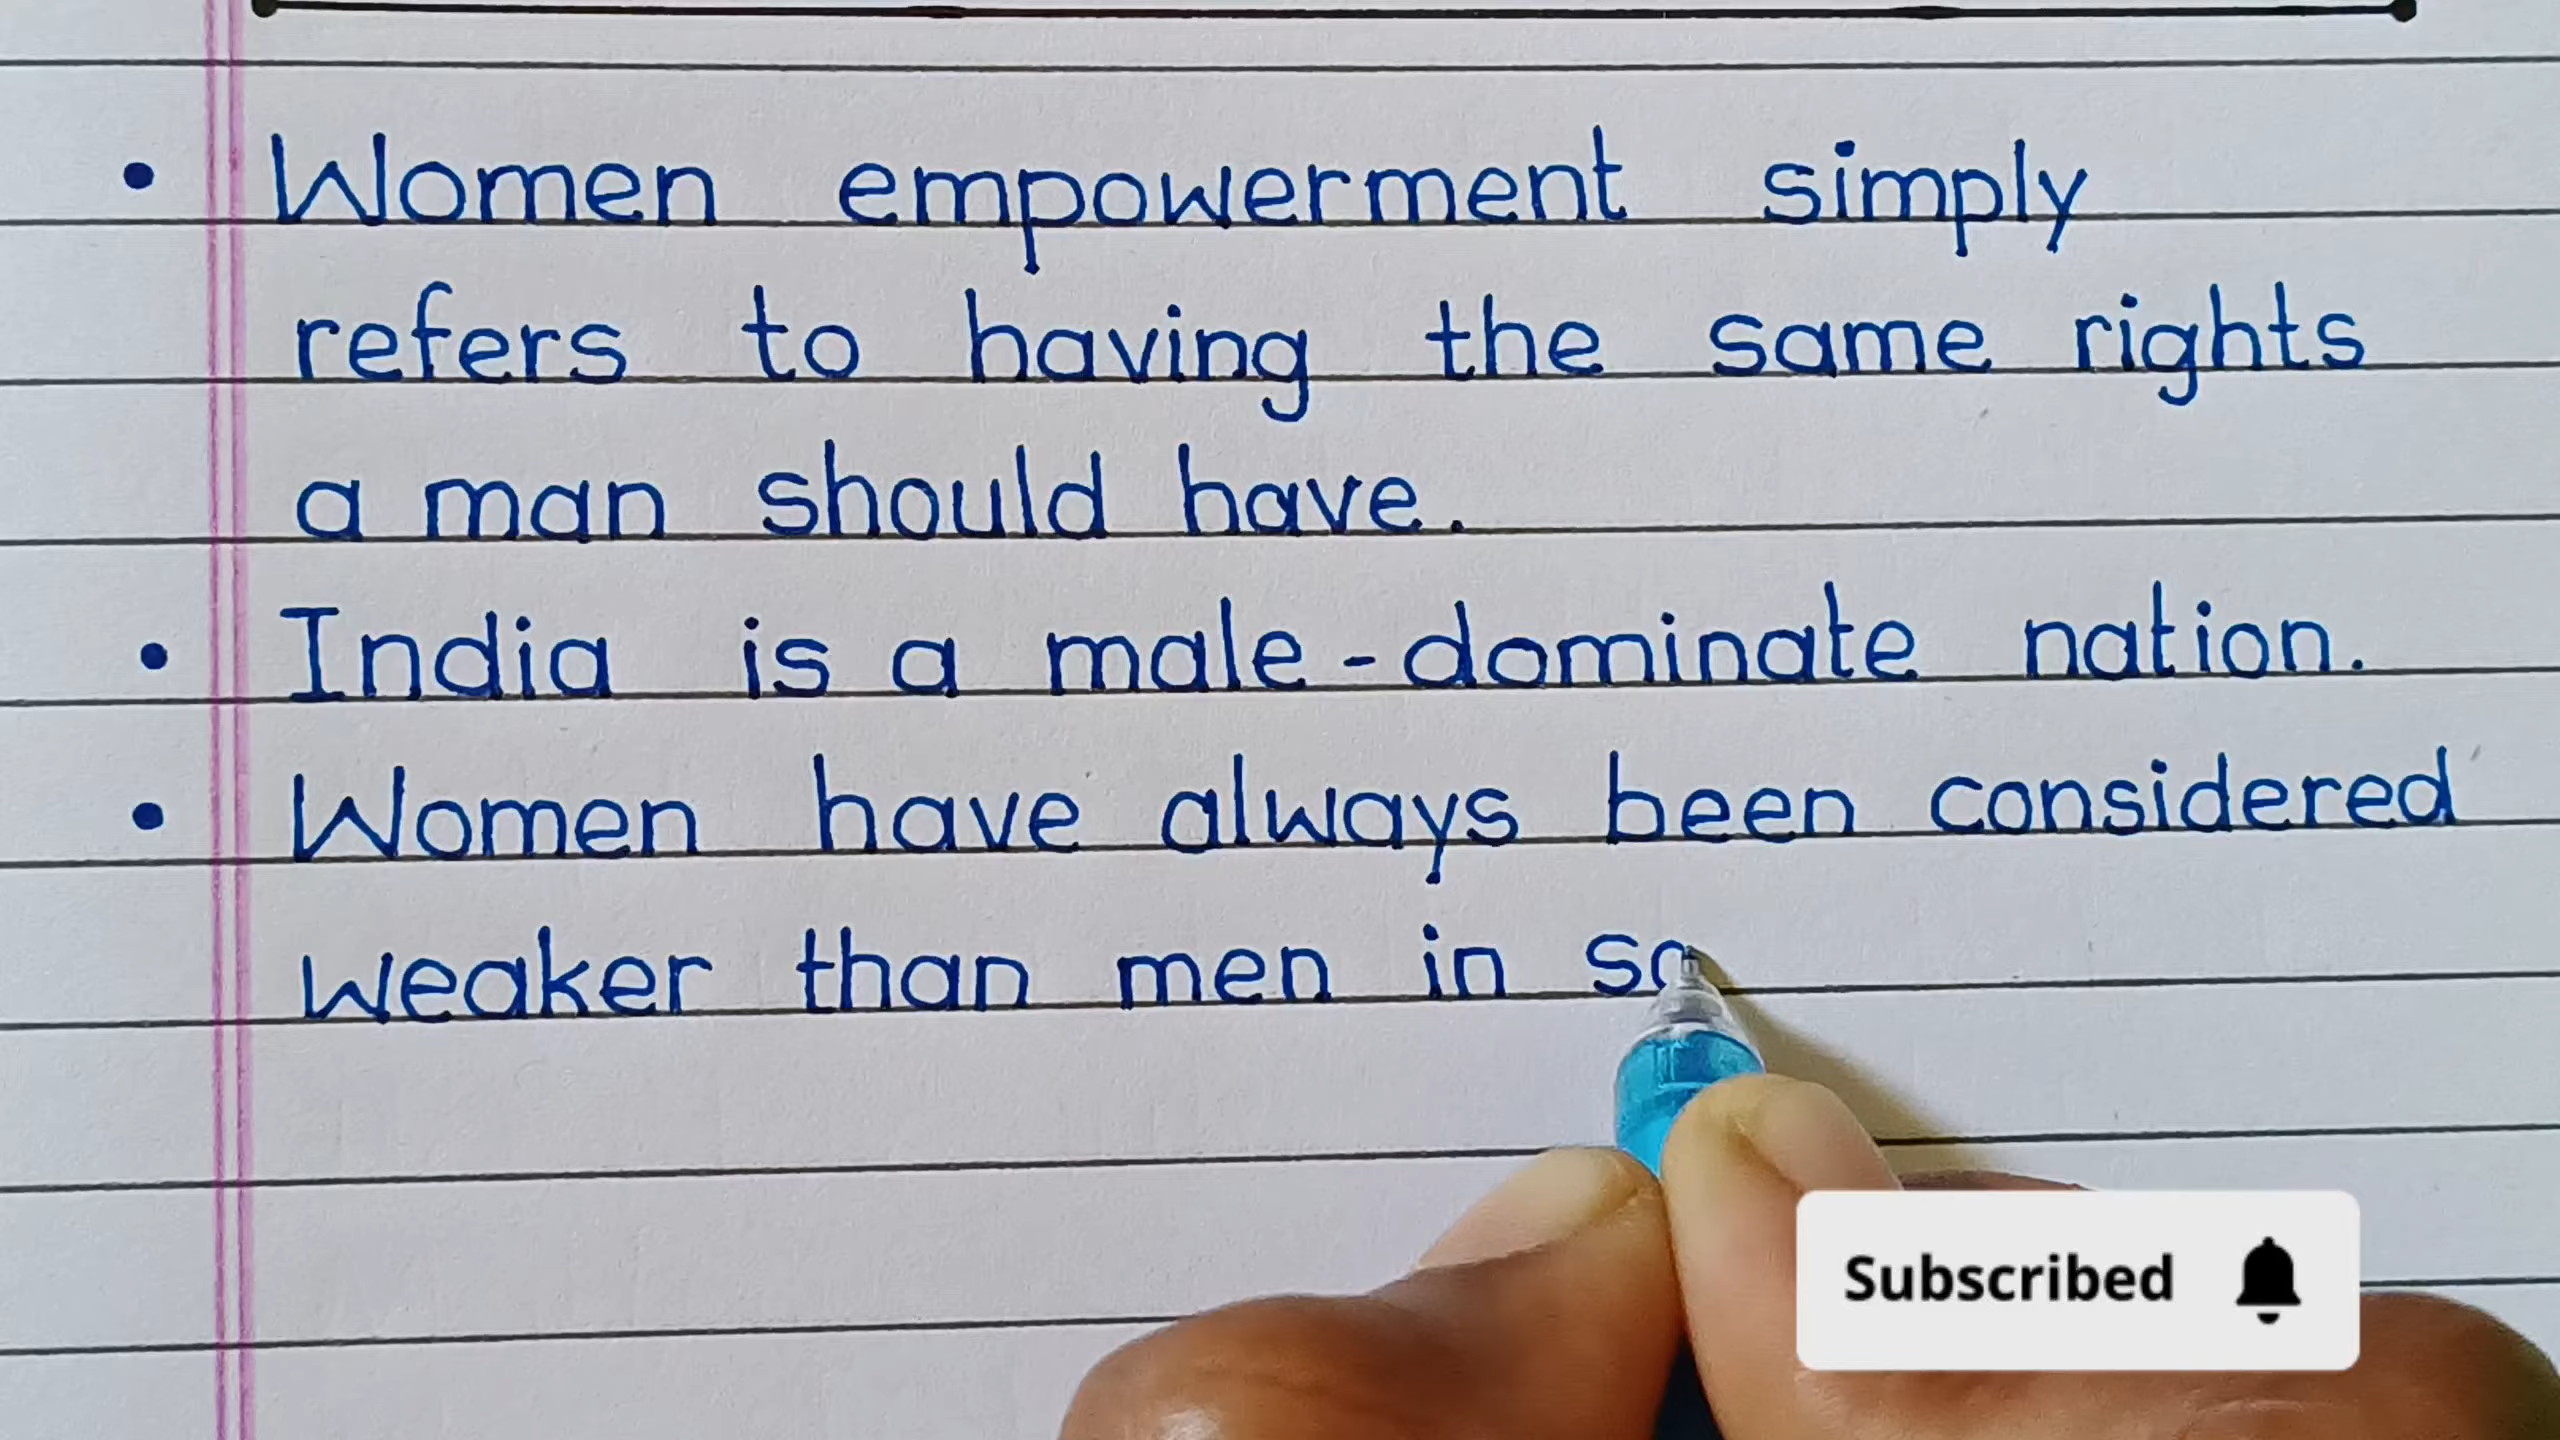 • Women empowerment simply
refers to having the same rights
a man should have.
• India is a male-dominate nation.
• Women have always been considered
weaker than men in
Subscribed